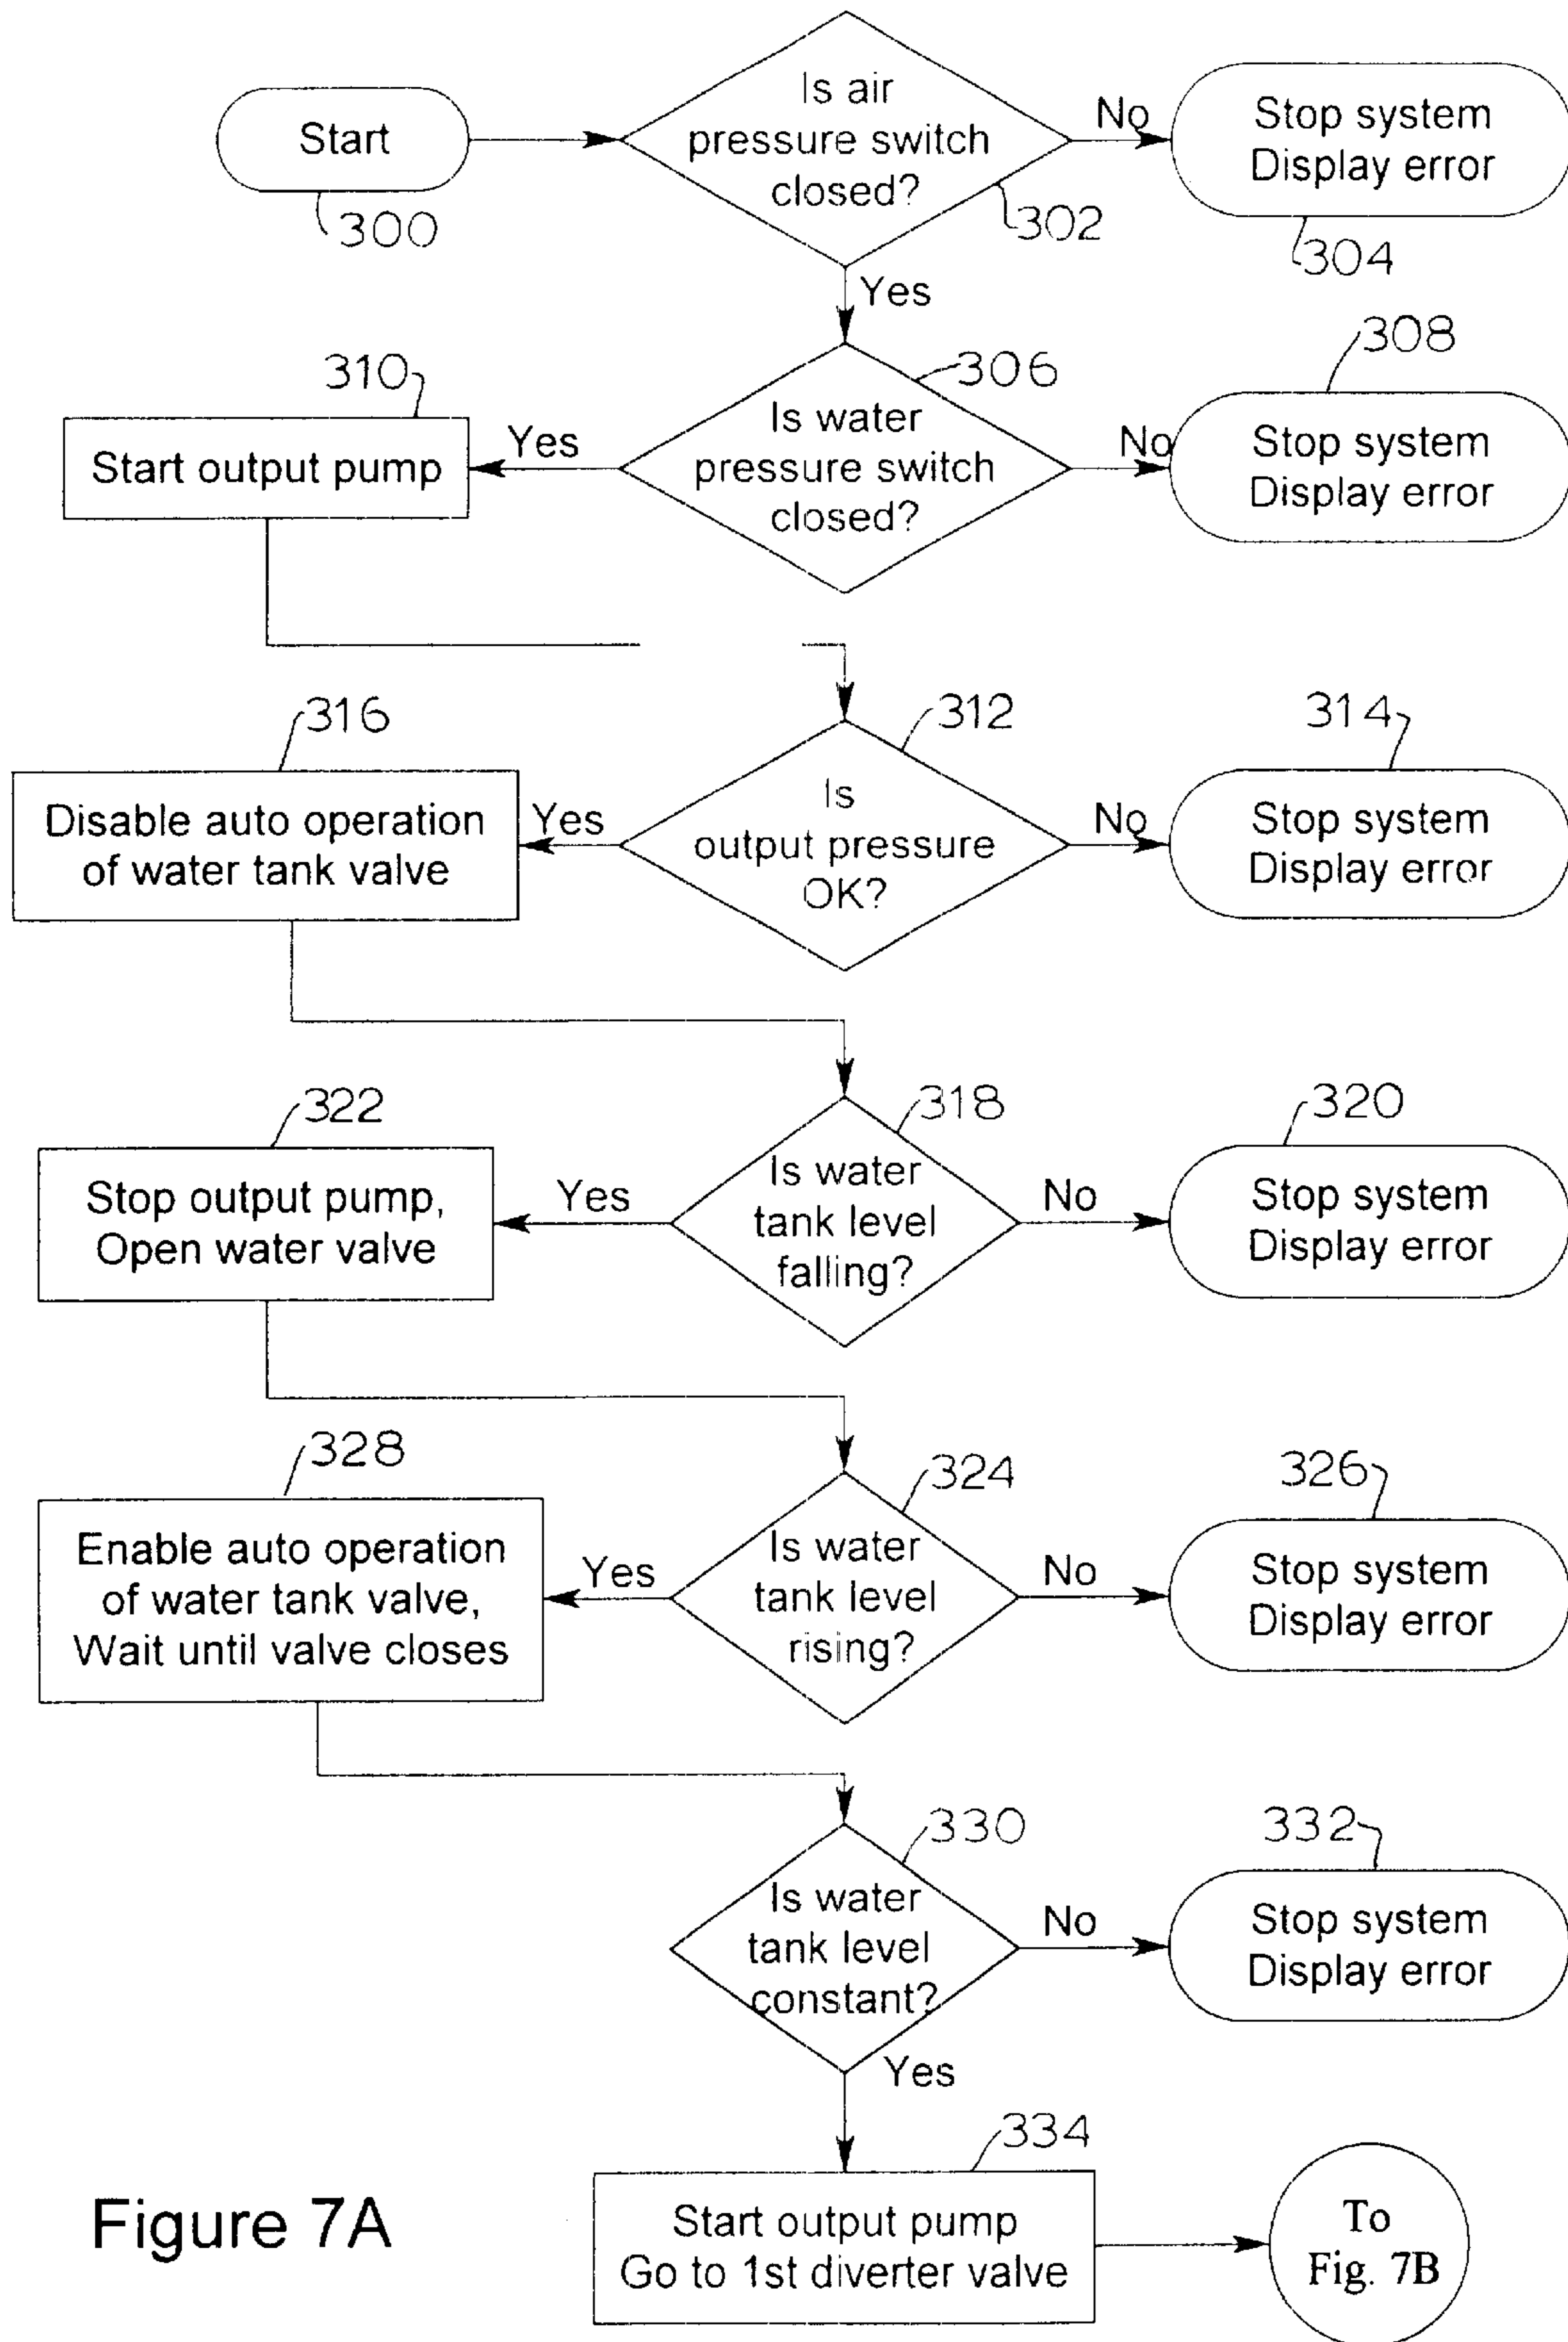 Start
300
Is air
pressure switch
closed?
302
No
Stop system
Display error
304
Yes
310
Start output pump
Yes
306
Is water
pressure switch
closed?
No
308
Stop system
Display error
316
Disable auto operation
of water tank valve
Yes
312
Is
output pressure
OK?
No
314
Stop system
Display error
322
Stop output pump,
Open water valve
Yes
318
Is water
tank level
falling?
No
320
Stop system
Display error
328
Enable auto operation
of water tank valve,
Wait until valve closes
Yes
324
Is water
tank level
rising?
No
326
Stop system
Display error
330
Is water
tank level
constant?
No
332
Stop system
Display error
Yes
334
Start output pump
Go to 1st diverter valve
To
Fig. 7B
Figure 7A